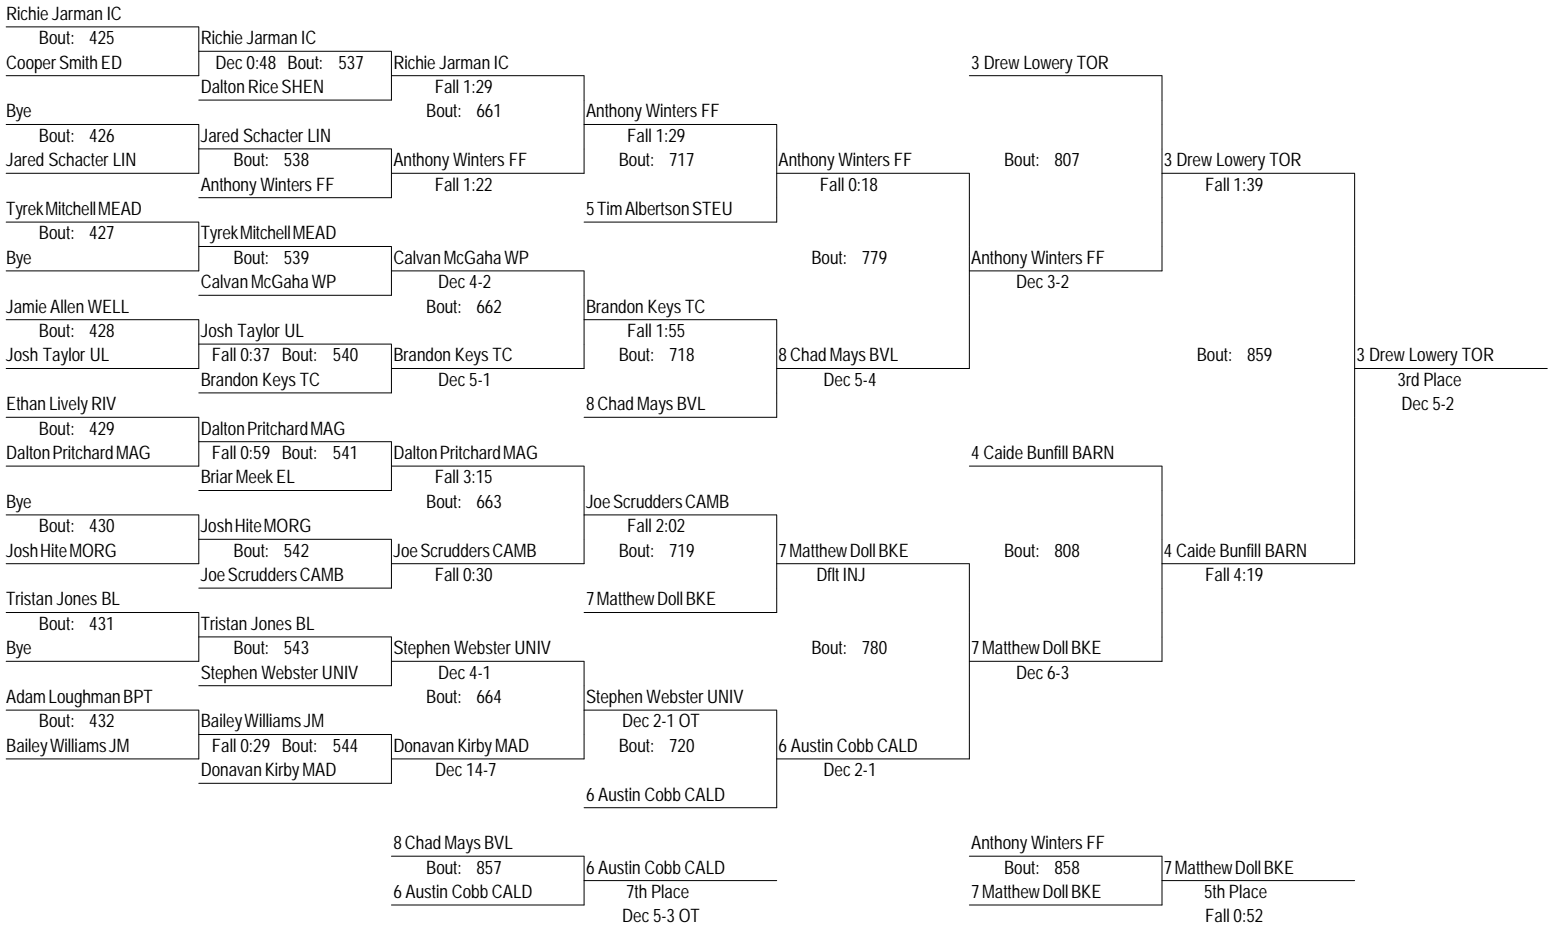 Richie Jarman IC
Bout: 425
Richie Jarman IC
Cooper Smith ED
Dec 0:48 Bout: 537
Richie Jarman IC
3 Drew Lowery TOR
Dalton Rice SHEN
Fall 1:29
Bye
Bout: 661
Anthony Winters FF
Bout: 426
Jared Schacter LIN
Fall 1:29
Jared Schacter LIN
Bout: 538
Anthony Winters FF
Bout: 717
Anthony Winters FF
Bout: 807
3 Drew Lowery TOR
Anthony Winters FF
Fall 1:22
Fall 0:18
Fall 1:39
Tyrek Mitchell MEAD
5 Tim Albertson STEU
Bout: 427
Tyrek Mitchell MEAD
Bye
Bout: 539
Calvan McGaha WP
Bout: 779
Anthony Winters FF
Calvan McGaha WP
Dec 4-2
Dec 3-2
Jamie Allen WELL
Bout: 662
Brandon Keys TC
Bout: 428
Josh Taylor UL
Fall 1:55
Josh Taylor UL
Fall 0:37 Bout: 540
Brandon Keys TC
Bout: 718
8 Chad Mays BVL
Bout: 859
3 Drew Lowery TOR
Brandon Keys TC
Dec 5-1
Dec 5-4
3rd Place
Ethan Lively RIV
8 Chad Mays BVL
Dec 5-2
Bout: 429
Dalton Pritchard MAG
Dalton Pritchard MAG
Fall 0:59 Bout: 541
Dalton Pritchard MAG
4 Caide Bunfill BARN
Briar Meek EL
Fall 3:15
Bye
Bout: 663
Joe Scrudders CAMB
Bout: 430
Josh Hite MORG
Fall 2:02
Josh Hite MORG
Bout: 542
Joe Scrudders CAMB
Bout: 719
7 Matthew Doll BKE
Bout: 808
4 Caide Bunfill BARN
Joe Scrudders CAMB
Fall 0:30
Dflt INJ
Fall 4:19
Tristan Jones BL
7 Matthew Doll BKE
Bout: 431
Tristan Jones BL
Bye
Bout: 543
Stephen Webster UNIV
Bout: 780
7 Matthew Doll BKE
Stephen Webster UNIV
Dec 4-1
Dec 6-3
Adam Loughman BPT
Bout: 664
Stephen Webster UNIV
Bout: 432
Bailey Williams JM
Dec 2-1 OT
Bailey Williams JM
Fall 0:29 Bout: 544
Donavan Kirby MAD
Bout: 720
6 Austin Cobb CALD
Donavan Kirby MAD
Dec 14-7
Dec 2-1
6 Austin Cobb CALD
8 Chad Mays BVL
Anthony Winters FF
Bout: 857
6 Austin Cobb CALD
Bout: 858
7 Matthew Doll BKE
6 Austin Cobb CALD
7th Place
7 Matthew Doll BKE
5th Place
Dec 5-3 OT
Fall 0:52